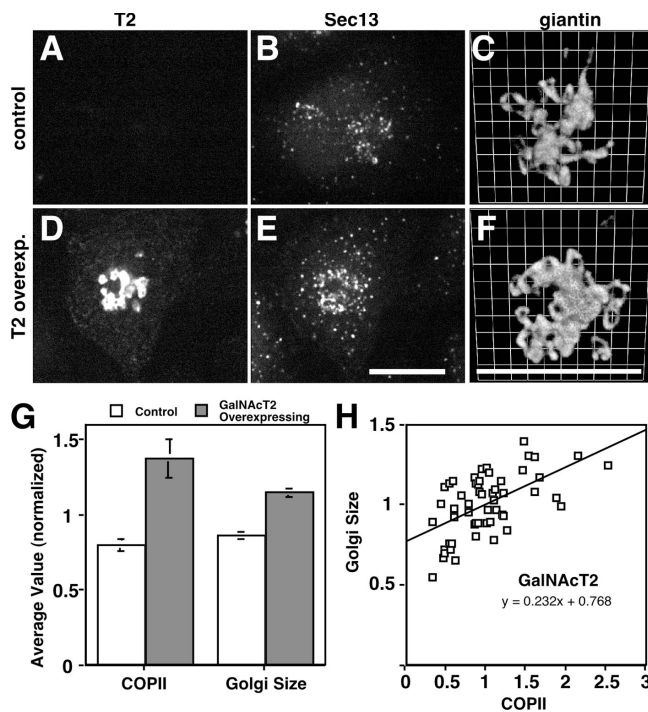 T2 Sec13 giantin
control
A B C
T2 overexp.
D E F
G
Control
GalNAcT2
Overexpressing
Average Value (normalized)
1.5
1
0.5
0
COPII Golgi Size
H
Golgi Size
1.5
1
0.5
GalNAcT2
y = 0.232x + 0.768
0 0.5 1 1.5 2 2.5 3
COPII